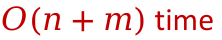 O(n + m) time